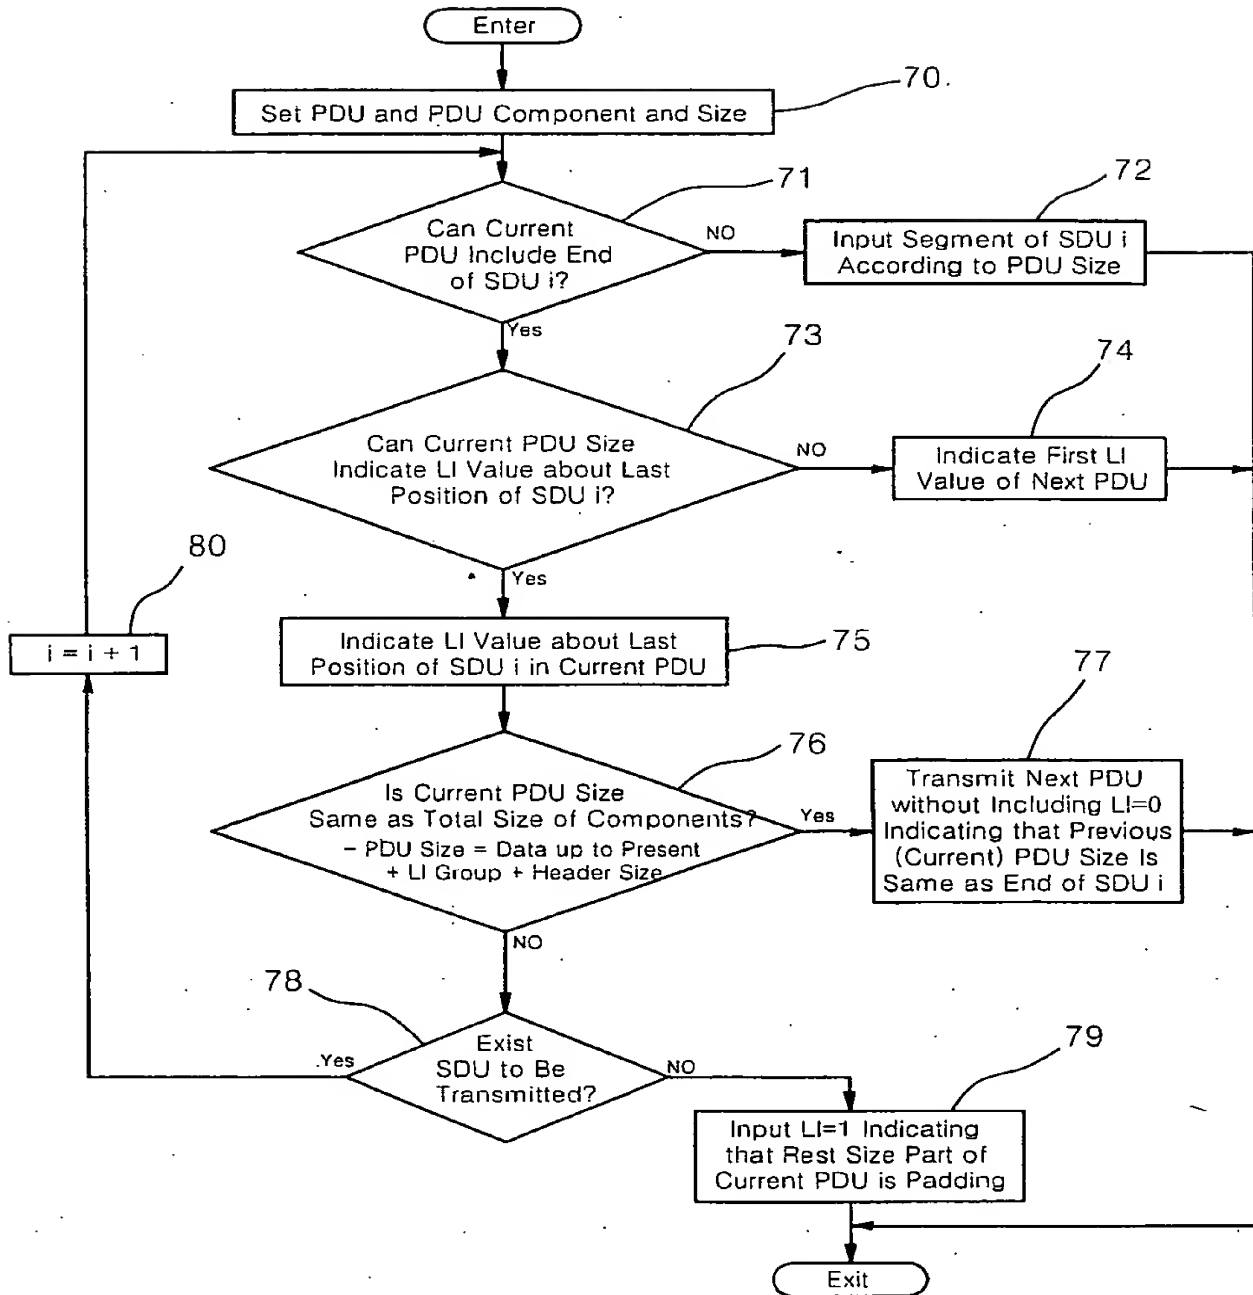 Enter
70.
Set PDU and PDU Component and Size
71
72
Can Current
PDU Include End
of SDU i?
NO
Input Segment of SDU i
According to PDU Size
Yes
73
74
Can Current PDU Size
Indicate LI Value about Last
Position of SDU i?
NO
Indicate First LI
Value of Next PDU
80
Yes
i = i + 1
Indicate LI Value about Last
Position of SDU i in Current PDU
75
77
76
Is Current PDU Size
Same as Total Size of Components?
– PDU Size = Data up to Present
+ LI Group + Header Size
Yes
Transmit Next PDU
without Including LI=0
Indicating that Previous
(Current) PDU Size Is
Same as End of SDU i
NO
78
Yes
Exist
SDU to Be
Transmitted?
NO
79
Input LI=1 Indicating
that Rest Size Part of
Current PDU is Padding
Exit